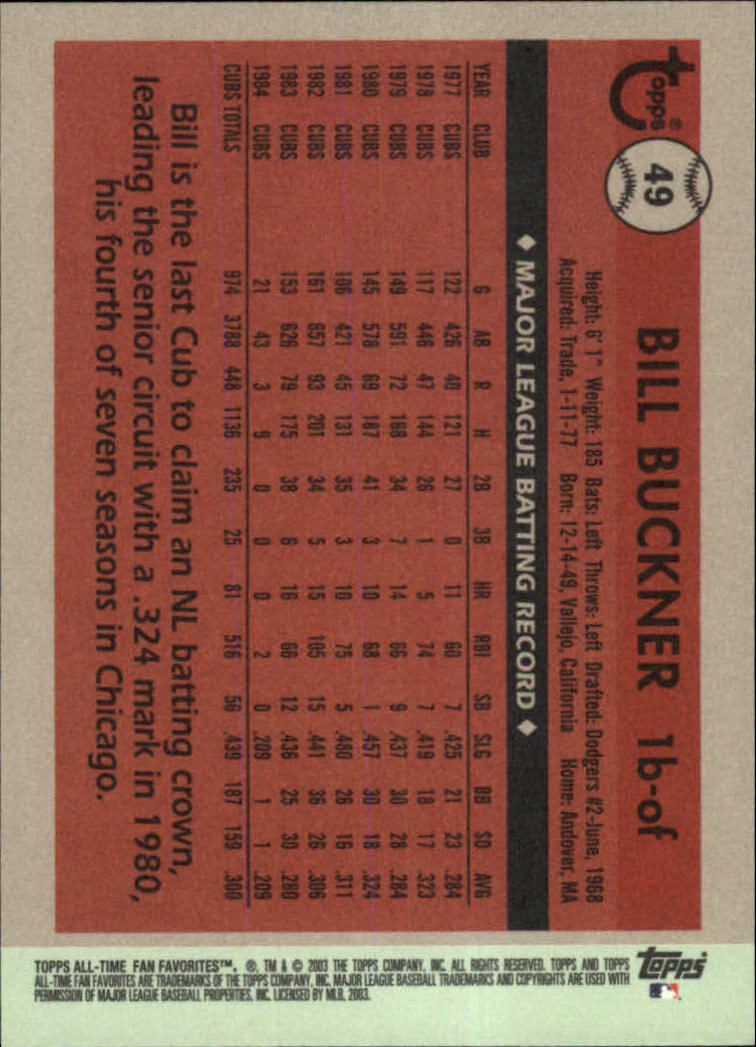 topps®
49
BILL BUCKNER 1b-of
Height: 6' 1" Weight: 185 Bats: Left Throws: Left Drafted: Dodgers #2-June, 1968
Acquired: Trade, 1-11-77 Born: 12-14-49, Vallejo, California Home: Andover, MA
◆ MAJOR LEAGUE BATTING RECORD ◆
YEAR CLUB G AB R H 2B 3B HR RBI SB SLG BB SO AVG
1977 CUBS 122 426 40 121 27 0 11 60 7 .425 21 23 .284
1978 CUBS 117 446 47 144 26 1 5 74 7 .419 18 17 .323
1979 CUBS 149 591 72 168 34 7 14 66 9 .437 30 28 .284
1980 CUBS 145 578 69 187 41 3 10 68 1 .457 30 18 .324
1981 CUBS 106 421 45 131 35 3 10 75 5 .480 26 16 .311
1982 CUBS 161 657 93 201 34 5 15 105 15 .441 36 26 .306
1983 CUBS 153 626 79 175 38 6 16 66 12 .436 25 30 .280
1984 CUBS 21 43 3 9 0 0 0 2 0 .209 1 1 .209
CUBS TOTALS 974 3788 448 1136 235 25 81 516 56 .439 187 159 .300
Bill is the last Cub to claim an NL batting crown,
leading the senior circuit with a .324 mark in 1980,
his fourth of seven seasons in Chicago.
TOPPS ALL-TIME FAN FAVORITES™, ®, TM & © 2003 THE TOPPS COMPANY, INC. ALL RIGHTS RESERVED. TOPPS AND TOPPS
ALL-TIME FAN FAVORITES ARE TRADEMARKS OF THE TOPPS COMPANY, INC. MAJOR LEAGUE BASEBALL TRADEMARKS AND COPYRIGHTS ARE USED WITH
PERMISSION OF MAJOR LEAGUE BASEBALL PROPERTIES, INC. LICENSED BY MLB, 2003.
topps